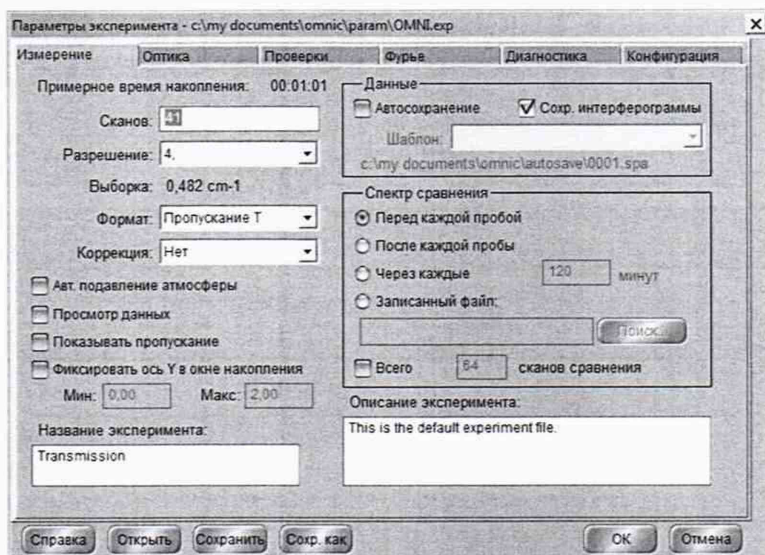 Параметры эксперимента - c:\my documents\omnic\param\OMNI.exp
Измерение Оптика Проверки Фурье Диагностика Конфигурация
Примерное время накопления: 00:01:01
Сканов:
Разрешение: 4.
Выборка: 0,482 cm-1
Формат: Пропускание T
Коррекция: Нет
Авт. подавление атмосферы
Просмотр данных
Показывать пропускание
Фиксировать ось Y в окне накопления
Мин: 0,00 Макс: 2,00
Название эксперимента:
Transmission
Данные
Автосохранение Сохр. интерферограммы
Шаблон:
c:\my documents\omnic\autosave\0001.spa
Спектр сравнения
Перед каждой пробой
После каждой пробы
Через каждые 120 минут
Записанный файл:
Поиск...
Всего 64 сканов сравнения
Описание эксперимента:
This is the default experiment file.
Справка Открыть Сохранить Сохр. как OK Отмена